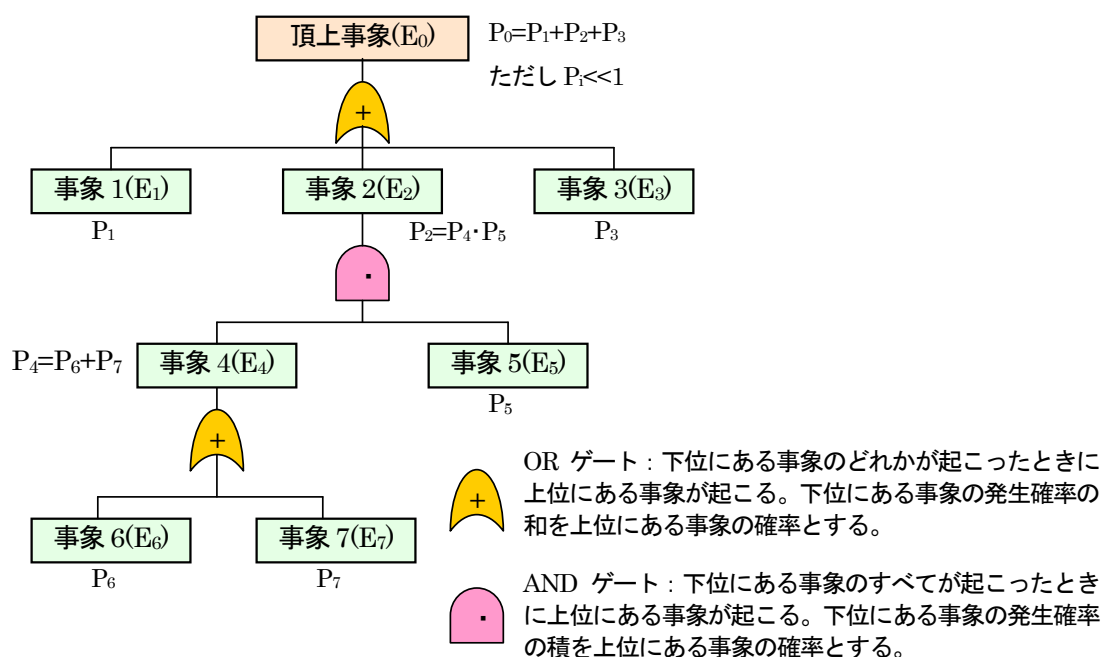 頂上事象(E₀)
P₀=P₁+P₂+P₃
ただし Pᵢ<<1
+
事象 1(E₁)
事象 2(E₂)
事象 3(E₃)
P₁
P₂=P₄･P₅
P₃
･
P₄=P₆+P₇
事象 4(E₄)
事象 5(E₅)
P₅
+
事象 6(E₆)
事象 7(E₇)
P₆
P₇
+
OR ゲート：下位にある事象のどれかが起こったときに
上位にある事象が起こる。下位にある事象の発生確率の
和を上位にある事象の確率とする。
･
AND ゲート：下位にある事象のすべてが起こったとき
に上位にある事象が起こる。下位にある事象の発生確率
の積を上位にある事象の確率とする。